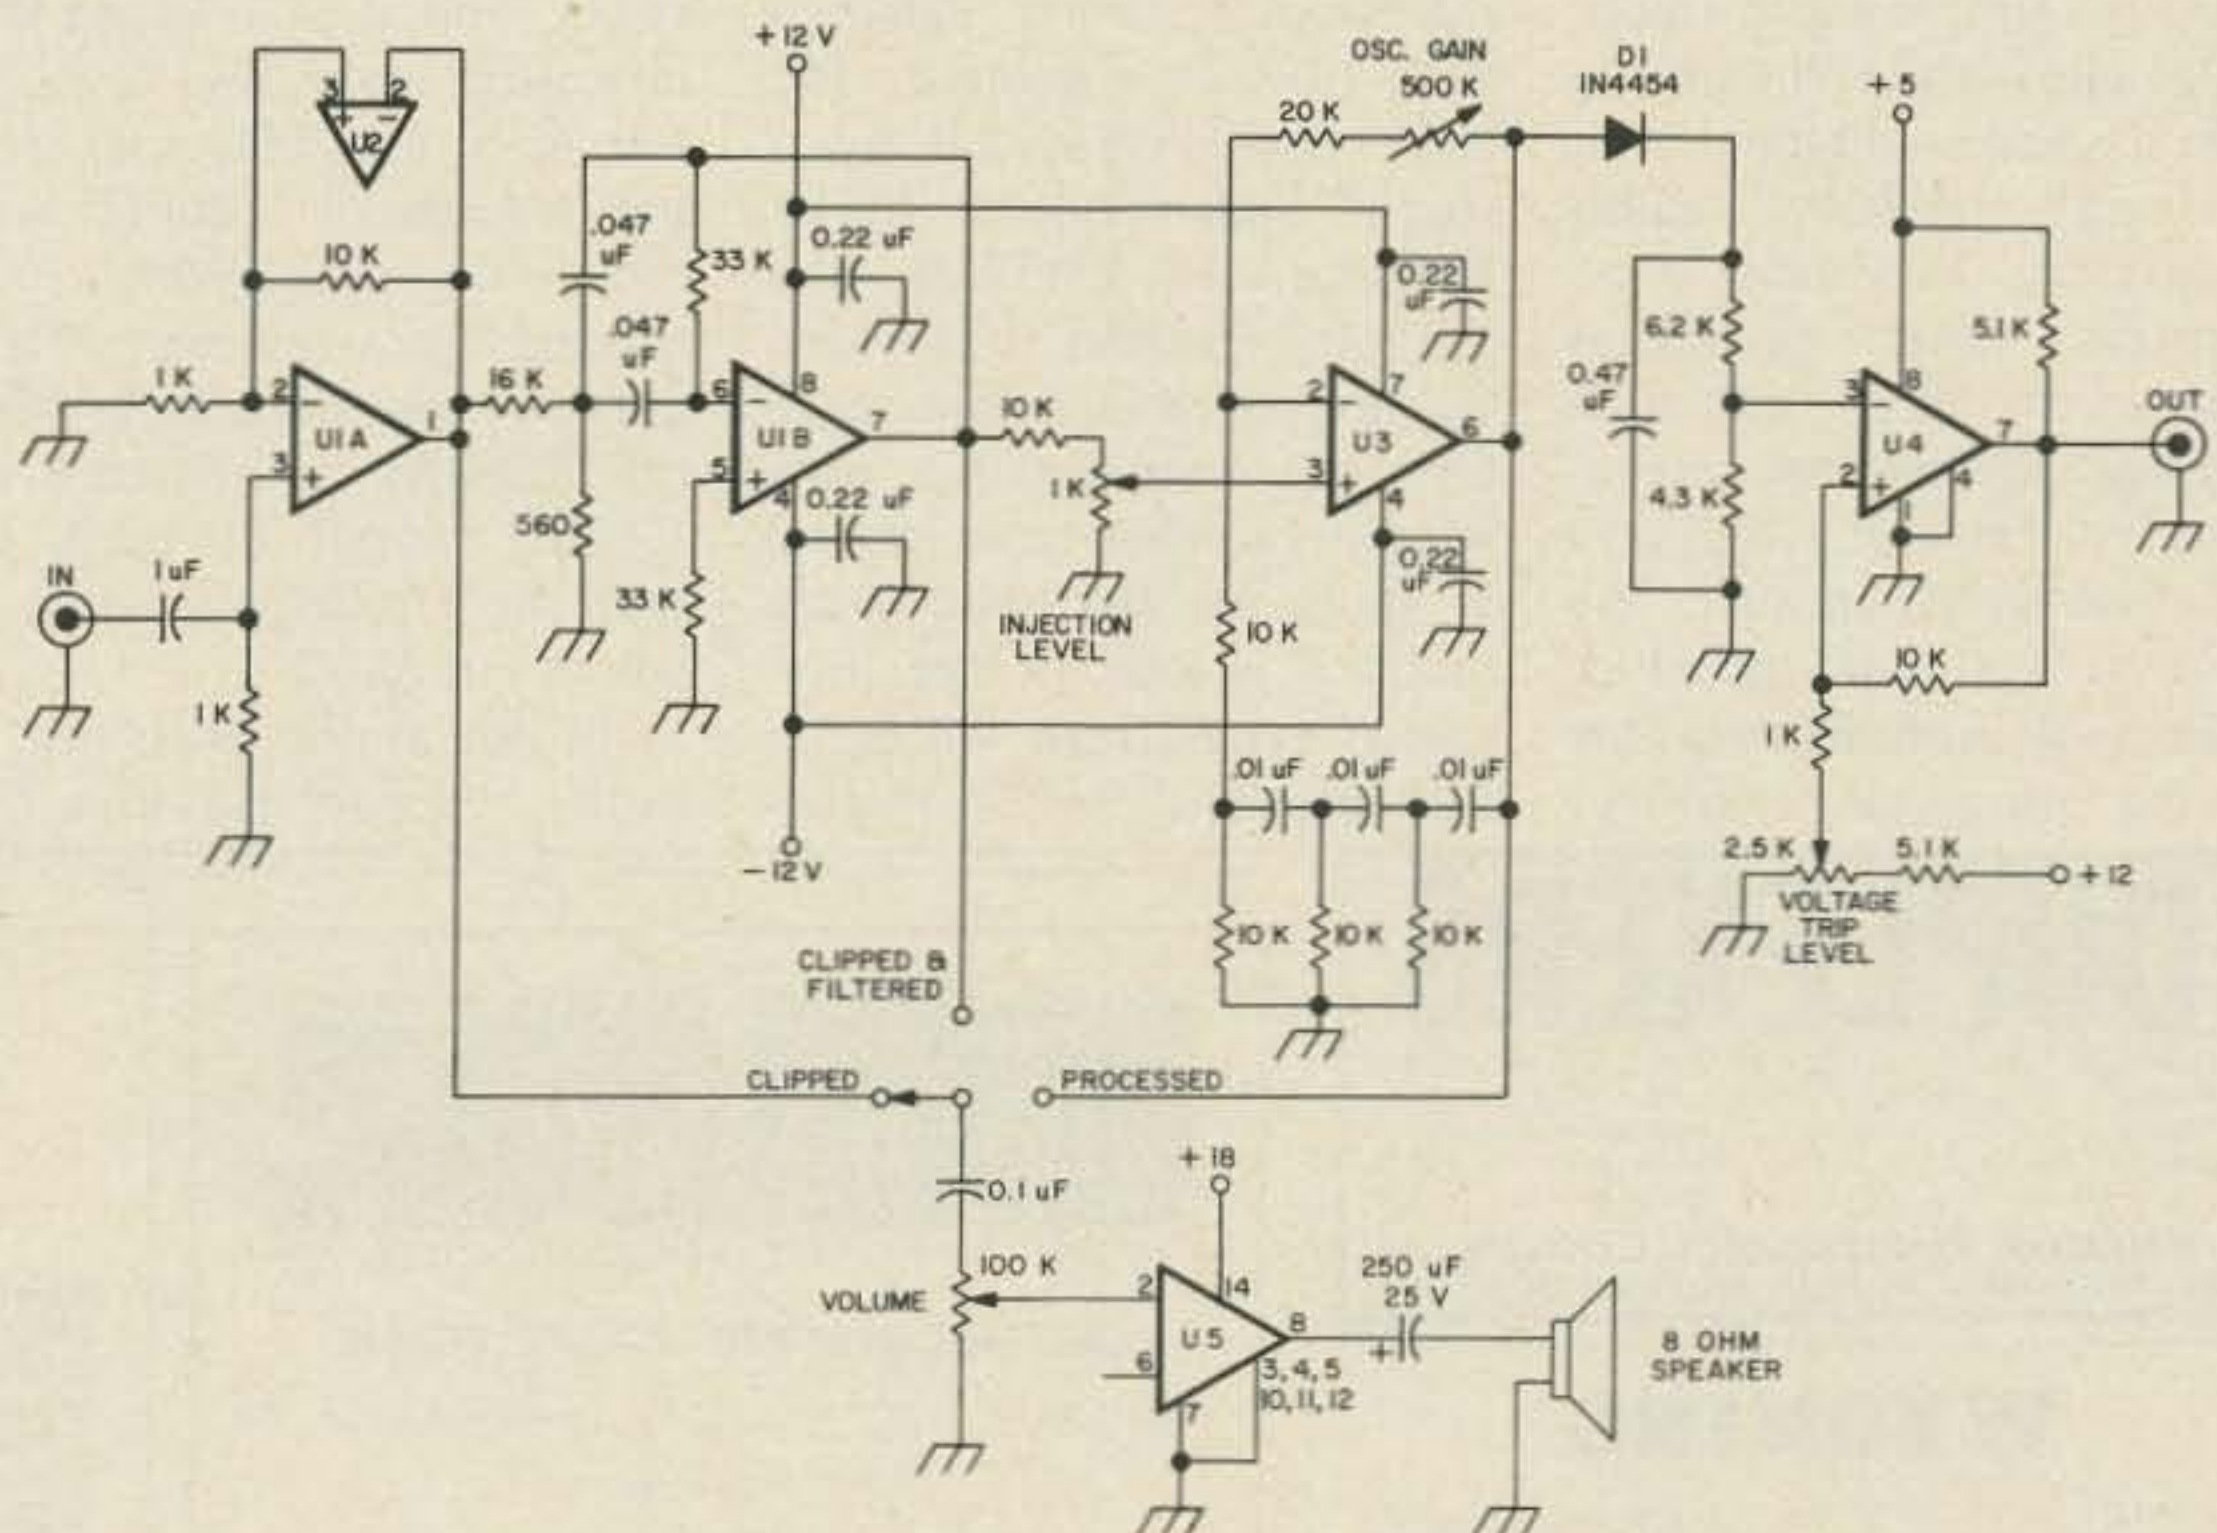 +12 V
OSC. GAIN
500 K
D1
1N4454
+5
3
2
+
-
U2
20 K
.047
uF
33 K
0.22 uF
10 K
0.22
uF
6.2 K
5.1 K
.047
uF
1 K
2
-
U1A
1
3
+
16 K
6
-
8
U1B
7
5
+
4
10 K
1 K
2
-
7
U3
6
3
+
4
0.47
uF
3
-
8
U4
7
2
+
1
4
OUT
4.3 K
560
0.22 uF
0.22
uF
IN
1 uF
33 K
INJECTION
LEVEL
10 K
10 K
1 K
1 K
-12 V
.01 uF
.01 uF
.01 uF
2.5 K
5.1 K
+12
VOLTAGE
TRIP
LEVEL
10 K
10 K
10 K
CLIPPED &
FILTERED
CLIPPED
PROCESSED
0.1 uF
+18
100 K
VOLUME
2
14
U5
8
6
7
3, 4, 5
10, 11, 12
250 uF
25 V
+
8 OHM
SPEAKER